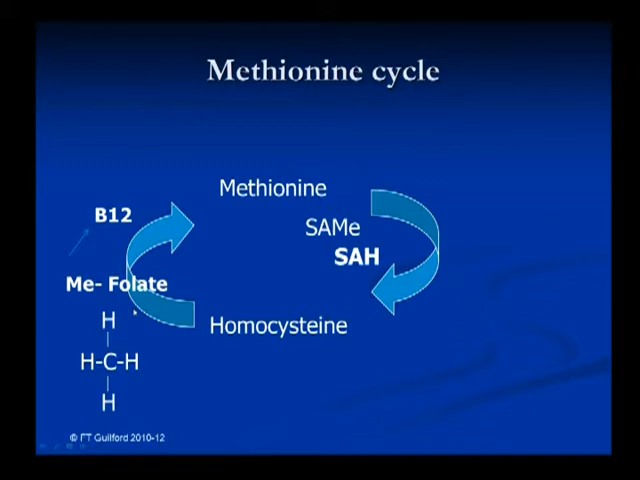 Methionine cycle
Methionine
B12
SAMe
SAH
Me- Folate
H
Homocysteine
H-C-H
H
© FT Guilford 2010-12